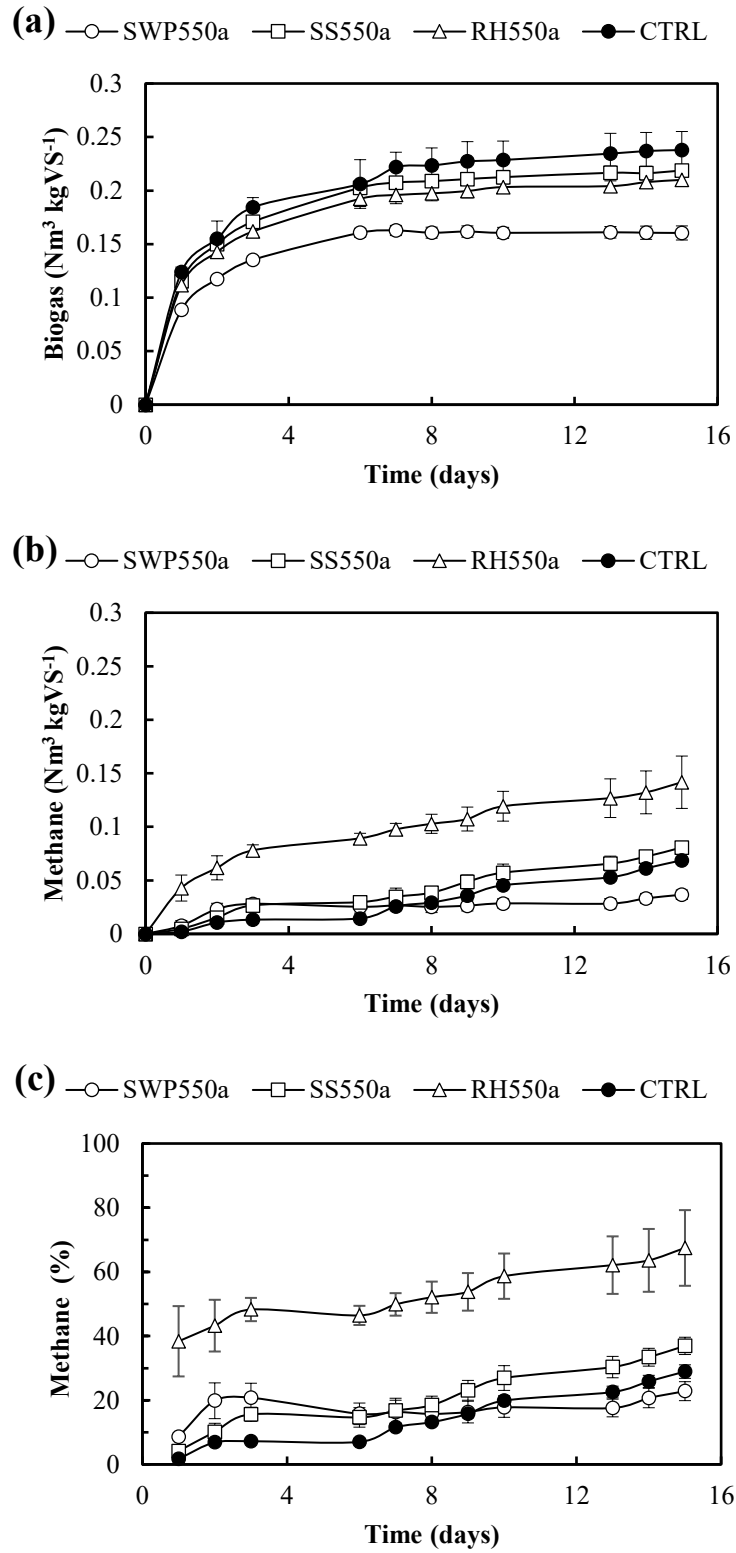 (a)
SWP550a SS550a RH550a CTRL
0.3
0.25
0.2
0.15
0.1
0.05
0
Biogas (Nm³ kgVS⁻¹)
0 4 8 12 16
Time (days)
(b)
SWP550a SS550a RH550a CTRL
0.3
0.25
0.2
0.15
0.1
0.05
0
Methane (Nm³ kgVS⁻¹)
0 4 8 12 16
Time (days)
(c)
SWP550a SS550a RH550a CTRL
100
80
60
40
20
0
Methane (%)
0 4 8 12 16
Time (days)